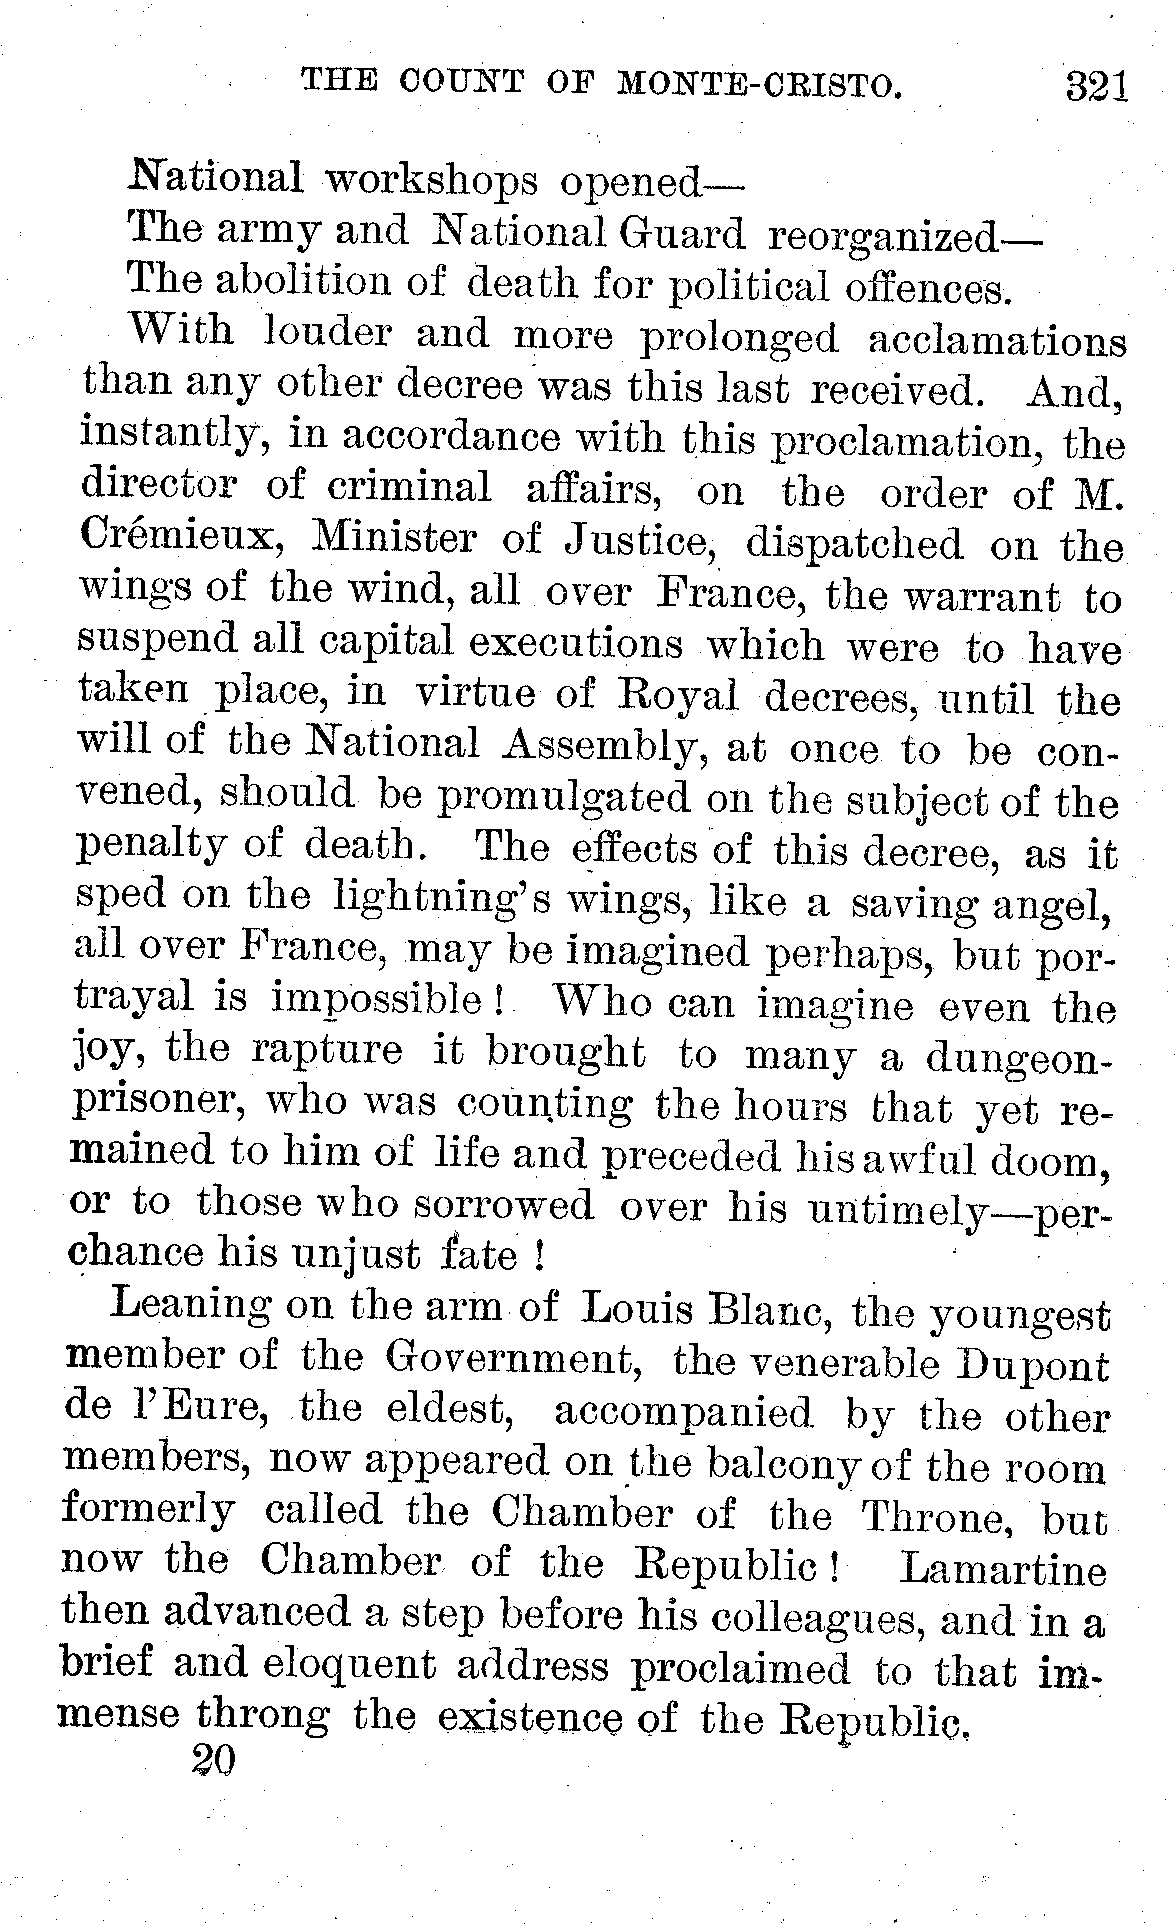 THE COUNT OF MONTE-CRISTO. 321
National workshops opened—
The army and National Guard reorganized—
The abolition of death for political offences.
With louder and more prolonged acclamations
than any other decree was this last received. And,
instantly, in accordance with this proclamation, the
director of criminal affairs, on the order of M.
Crémieux, Minister of Justice, dispatched on the
wings of the wind, all over France, the warrant to
suspend all capital executions which were to have
taken place, in virtue of Royal decrees, until the
will of the National Assembly, at once to be con-
vened, should be promulgated on the subject of the
penalty of death. The effects of this decree, as it
sped on the lightning's wings, like a saving angel,
all over France, may be imagined perhaps, but por-
trayal is impossible! Who can imagine even the
joy, the rapture it brought to many a dungeon-
prisoner, who was counting the hours that yet re-
mained to him of life and preceded his awful doom,
or to those who sorrowed over his untimely—per-
chance his unjust fate!
Leaning on the arm of Louis Blanc, the youngest
member of the Government, the venerable Dupont
de l'Eure, the eldest, accompanied by the other
members, now appeared on the balcony of the room
formerly called the Chamber of the Throne, but
now the Chamber of the Republic! Lamartine
then advanced a step before his colleagues, and in a
brief and eloquent address proclaimed to that im-
mense throng the existence of the Republic.
20